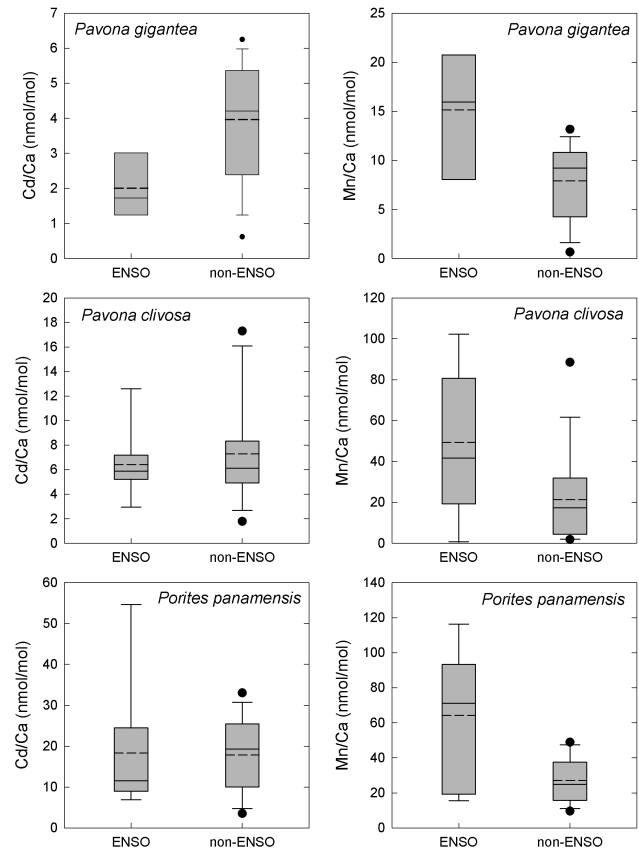 Pavona gigantea
Cd/Ca (nmol/mol)
7
6
5
4
3
2
1
0
ENSO non-ENSO
Pavona gigantea
Mn/Ca (nmol/mol)
25
20
15
10
5
0
ENSO non-ENSO
Pavona clivosa
Cd/Ca (nmol/mol)
20
18
16
14
12
10
8
6
4
2
0
ENSO non-ENSO
Pavona clivosa
Mn/Ca (nmol/mol)
120
100
80
60
40
20
0
ENSO non-ENSO
Porites panamensis
Cd/Ca (nmol/mol)
60
50
40
30
20
10
0
ENSO non-ENSO
Porites panamensis
Mn/Ca (nmol/mol)
140
120
100
80
60
40
20
0
ENSO non-ENSO